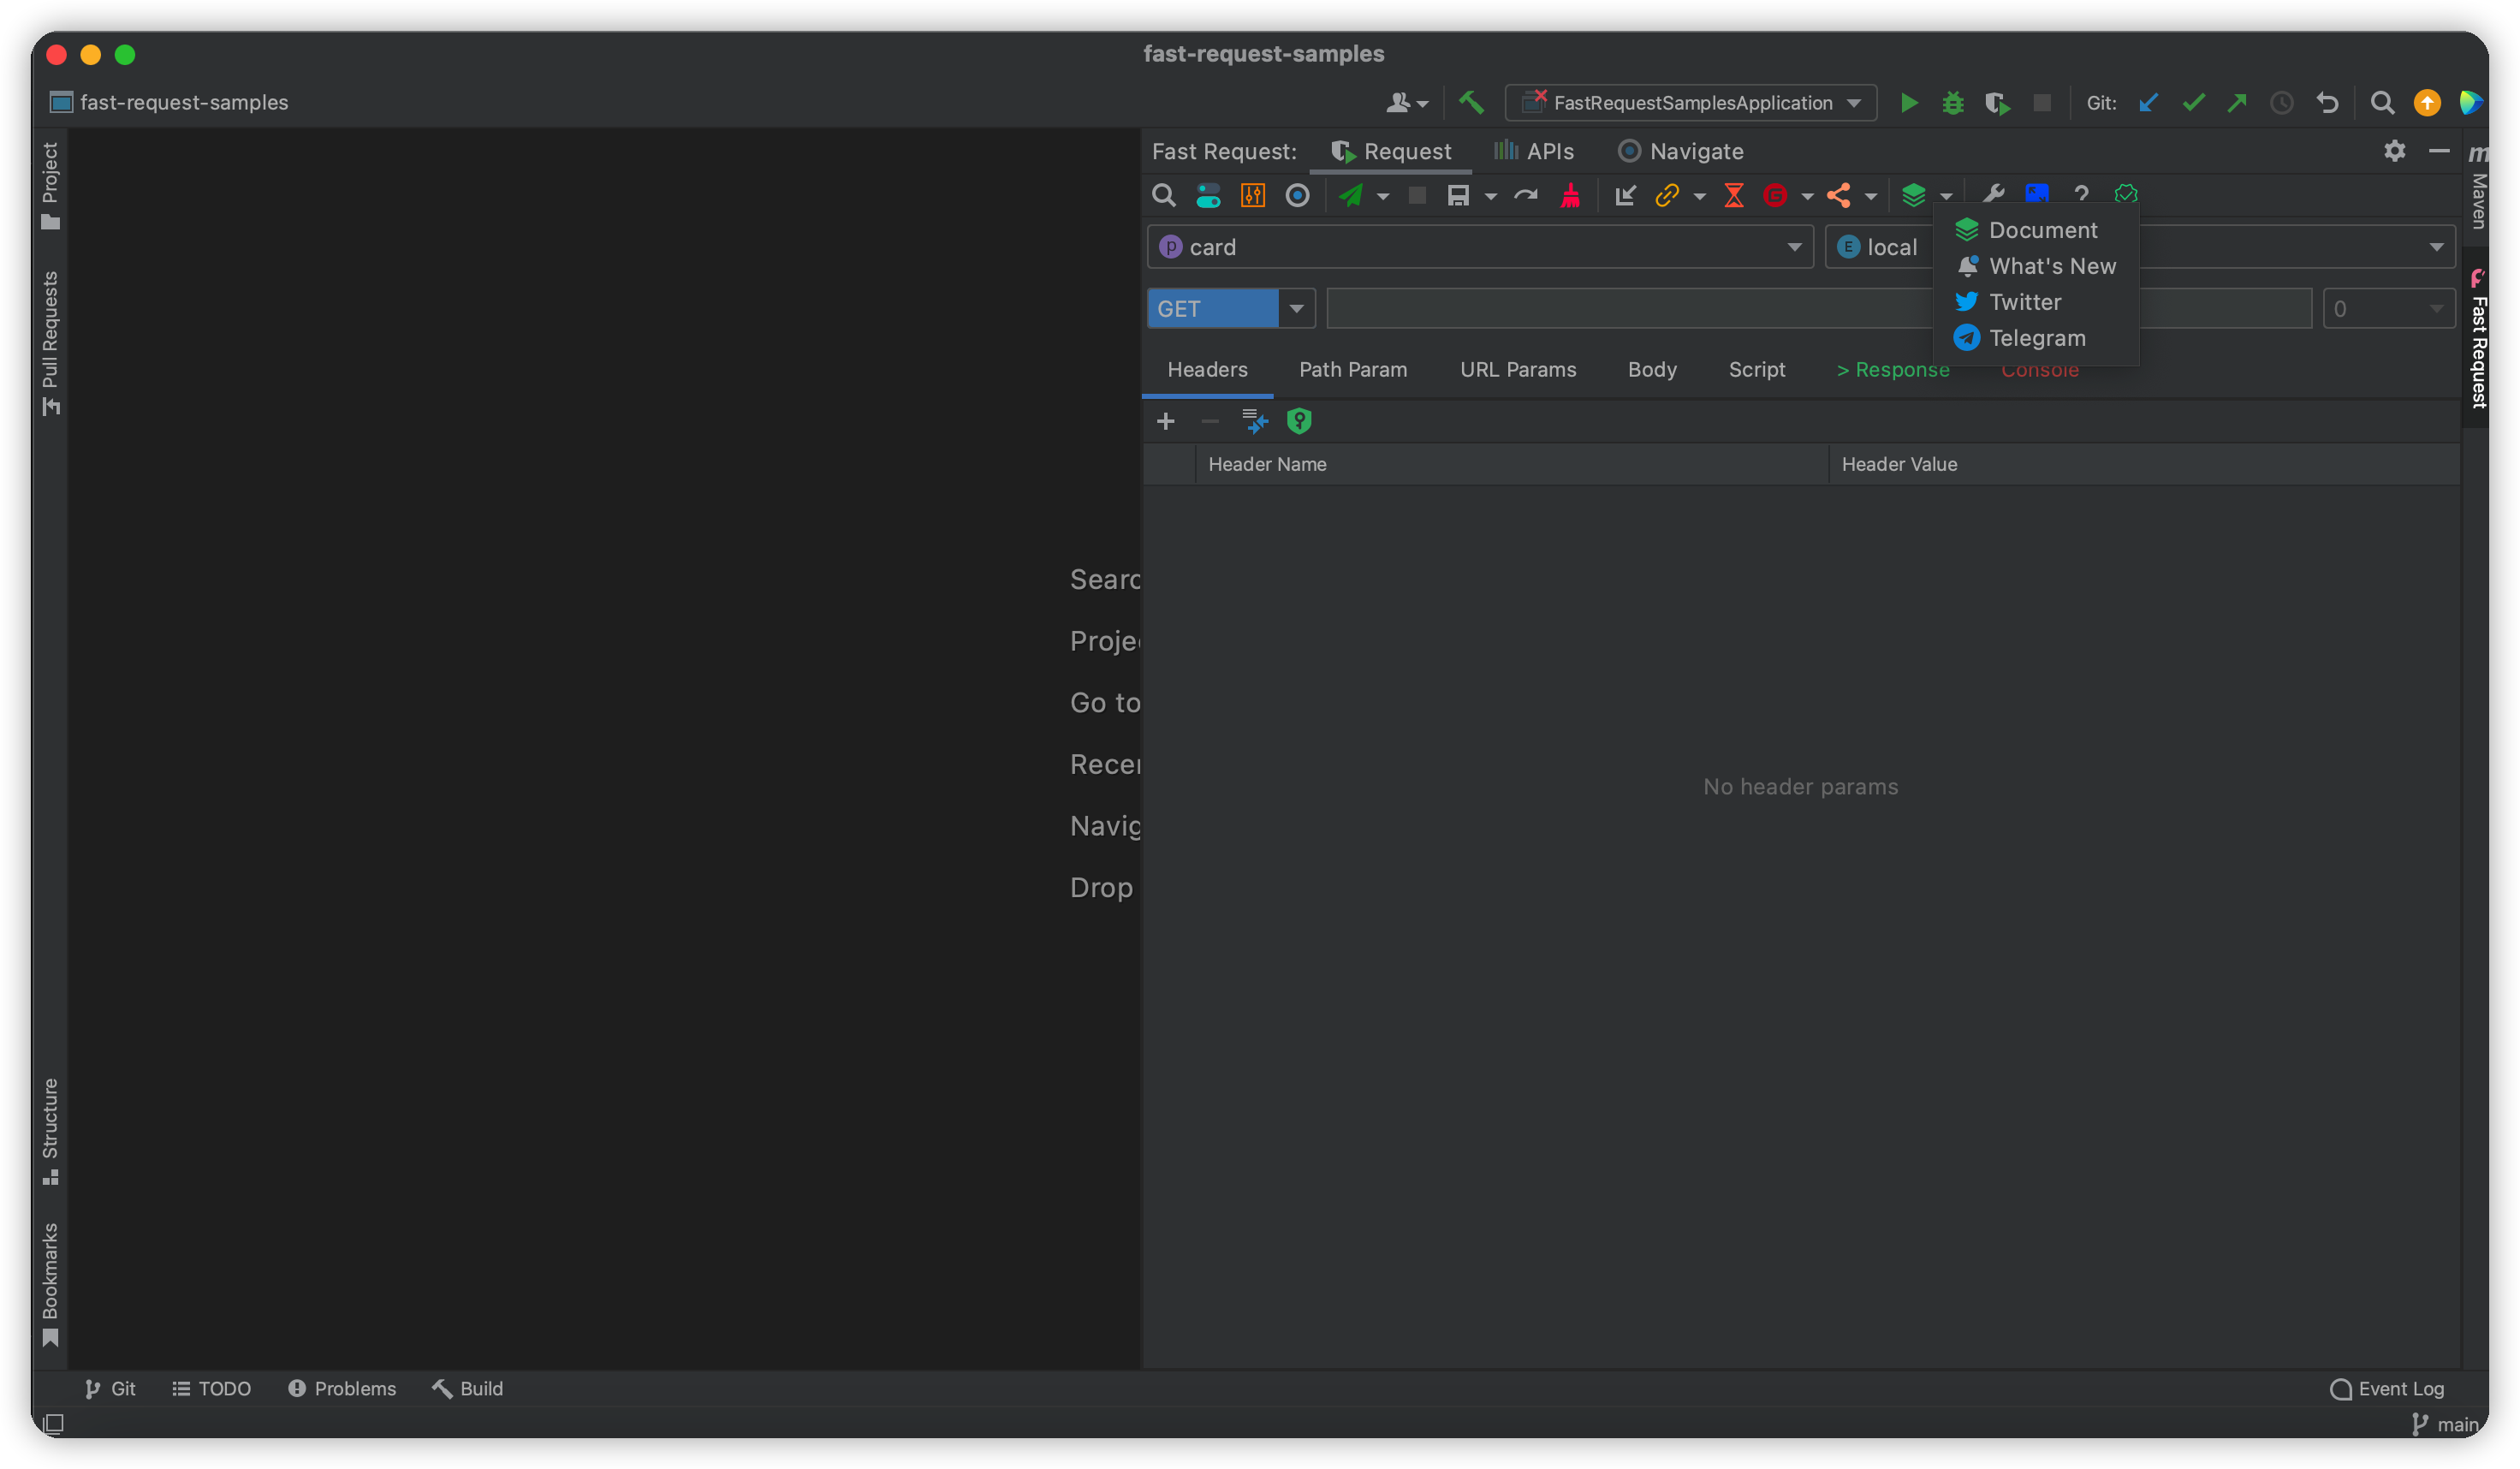 fast-request-samples
fast-request-samples
FastRequestSamplesApplication
Git:
Project
Pull Requests
Structure
Bookmarks
Searc
Projec
Go to
Recen
Navig
Drop
Fast Request:
Request
APIs
Navigate
card
local
Document
What's New
Twitter
Telegram
GET
0
Headers
Path Param
URL Params
Body
Script
> Response
Console
Header Name
Header Value
No header params
Maven
Fast Request
Git
TODO
Problems
Build
Event Log
main